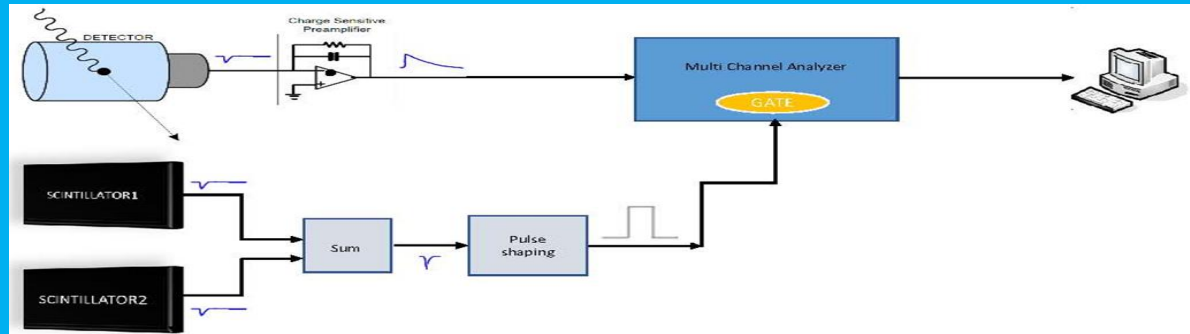 Charge Sensitive
Preamplifier
DETECTOR
Multi Channel Analyzer
GATE
SCINTILLATOR1
Sum
Pulse
shaping
SCINTILLATOR2